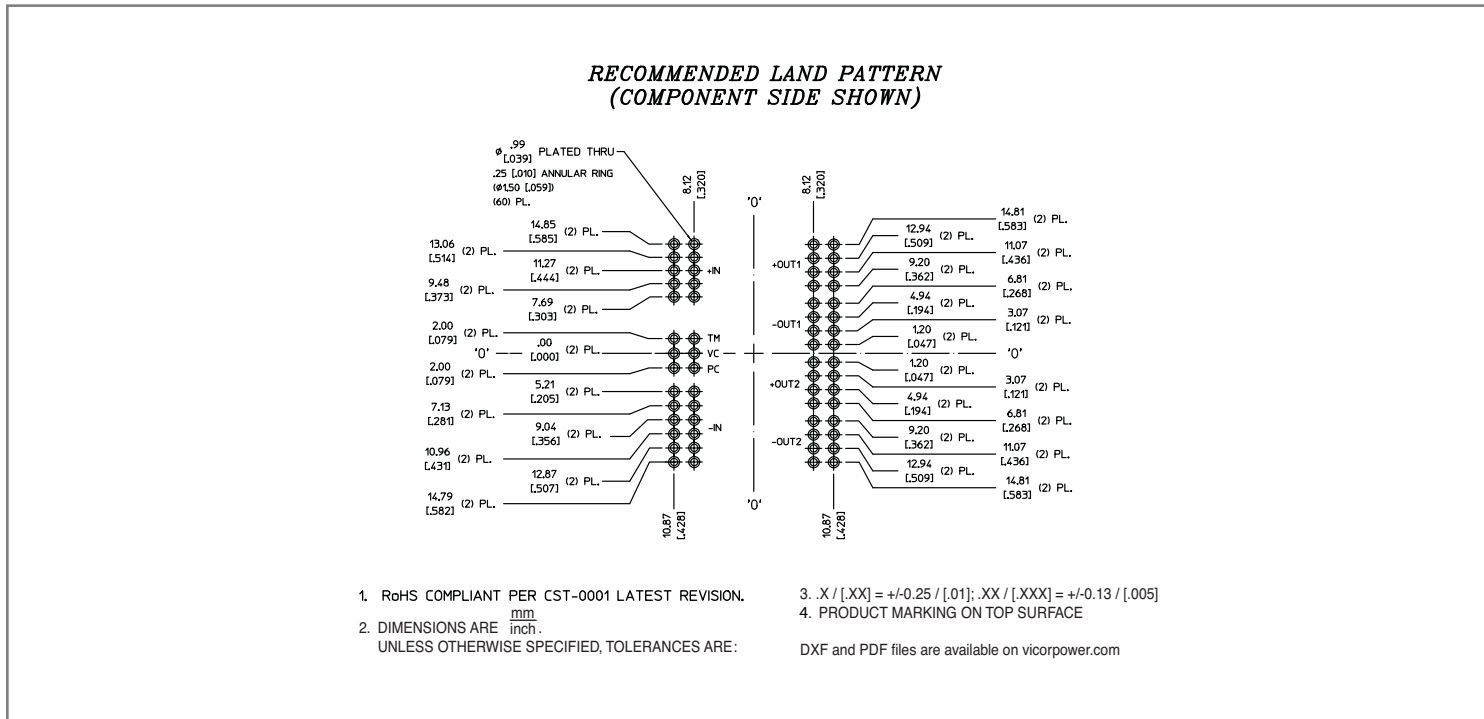 RECOMMENDED LAND PATTERN
(COMPONENT SIDE SHOWN)
ø .99 [.039] PLATED THRU
.25 [.010] ANNULAR RING
(ø1.50 [.059])
(60) PL.
8.12 [.320]
'0'
8.12 [.320]
14.85 [.585] (2) PL.
13.06 [.514] (2) PL.
11.27 [.444] (2) PL.
9.48 [.373] (2) PL.
7.69 [.303] (2) PL.
2.00 [.079] (2) PL.
'0'
.00 [.000] (2) PL.
2.00 [.079] (2) PL.
5.21 [.205] (2) PL.
7.13 [.281] (2) PL.
9.04 [.356] (2) PL.
10.96 [.431] (2) PL.
12.87 [.507] (2) PL.
14.79 [.582] (2) PL.
+IN
TM
VC
PC
-IN
+OUT1
-OUT1
+OUT2
-OUT2
14.81 [.583] (2) PL.
12.94 [.509] (2) PL.
11.07 [.436] (2) PL.
9.20 [.362] (2) PL.
6.81 [.268] (2) PL.
4.94 [.194] (2) PL.
3.07 [.121] (2) PL.
1.20 [.047] (2) PL.
'0'
1.20 [.047] (2) PL.
3.07 [.121] (2) PL.
4.94 [.194] (2) PL.
6.81 [.268] (2) PL.
9.20 [.362] (2) PL.
11.07 [.436] (2) PL.
12.94 [.509] (2) PL.
14.81 [.583] (2) PL.
10.87 [.428]
'0'
10.87 [.428]
1. RoHS COMPLIANT PER CST-0001 LATEST REVISION.
2. DIMENSIONS ARE mm/inch.
UNLESS OTHERWISE SPECIFIED, TOLERANCES ARE:
3. .X / [.XX] = +/-0.25 / [.01]; .XX / [.XXX] = +/-0.13 / [.005]
4. PRODUCT MARKING ON TOP SURFACE
DXF and PDF files are available on vicorpower.com